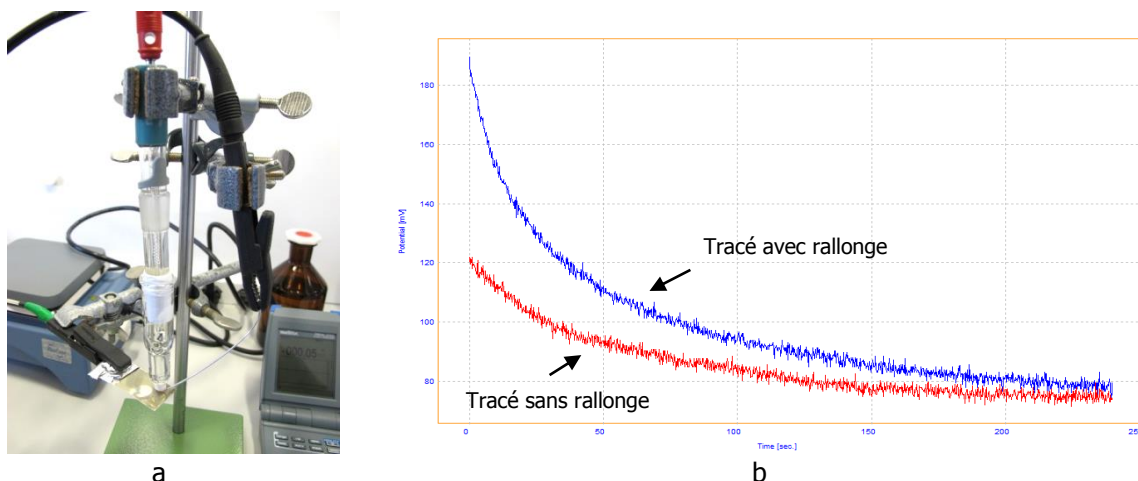 180
160
140
120
100
80
Potential [mV]
Tracé avec rallonge
Tracé sans rallonge
0
50
100
150
200
250
Time [sec.]
a
b